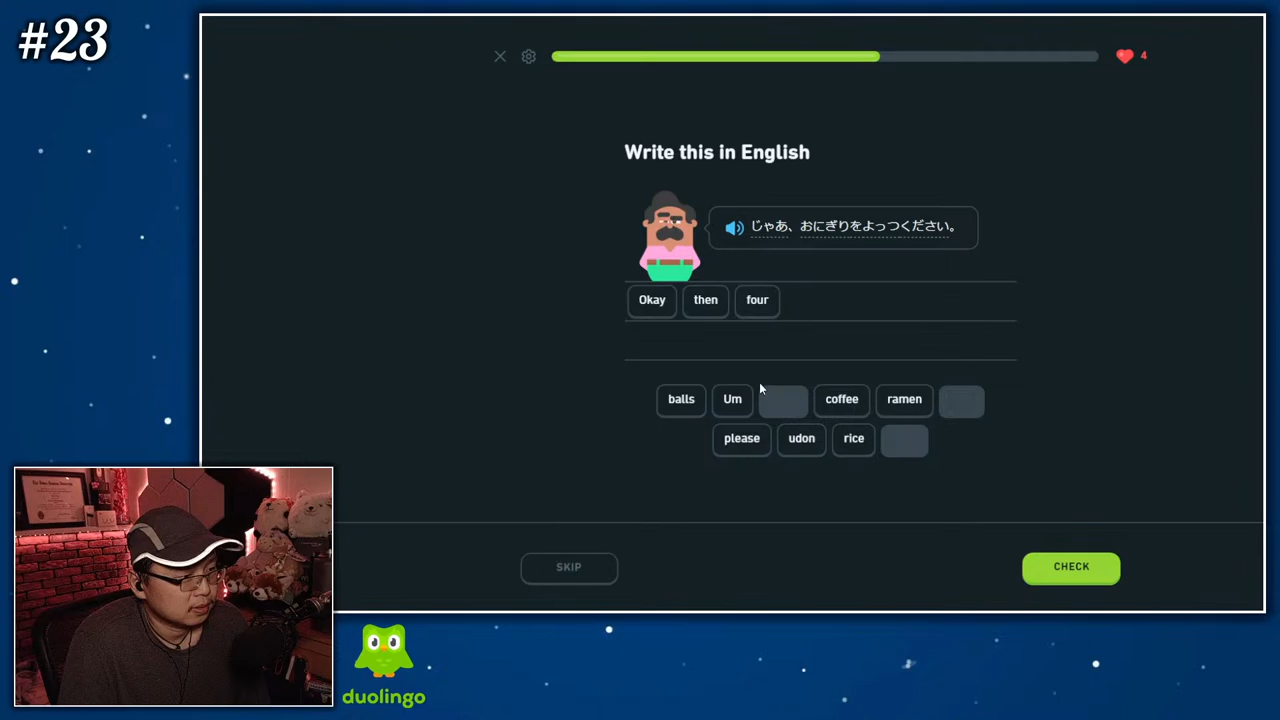 #23
4
Write this in English
じゃあ、おにぎりをよっつください。
Okay then four
balls Um coffee ramen
please udon rice
SKIP
CHECK
duolingo